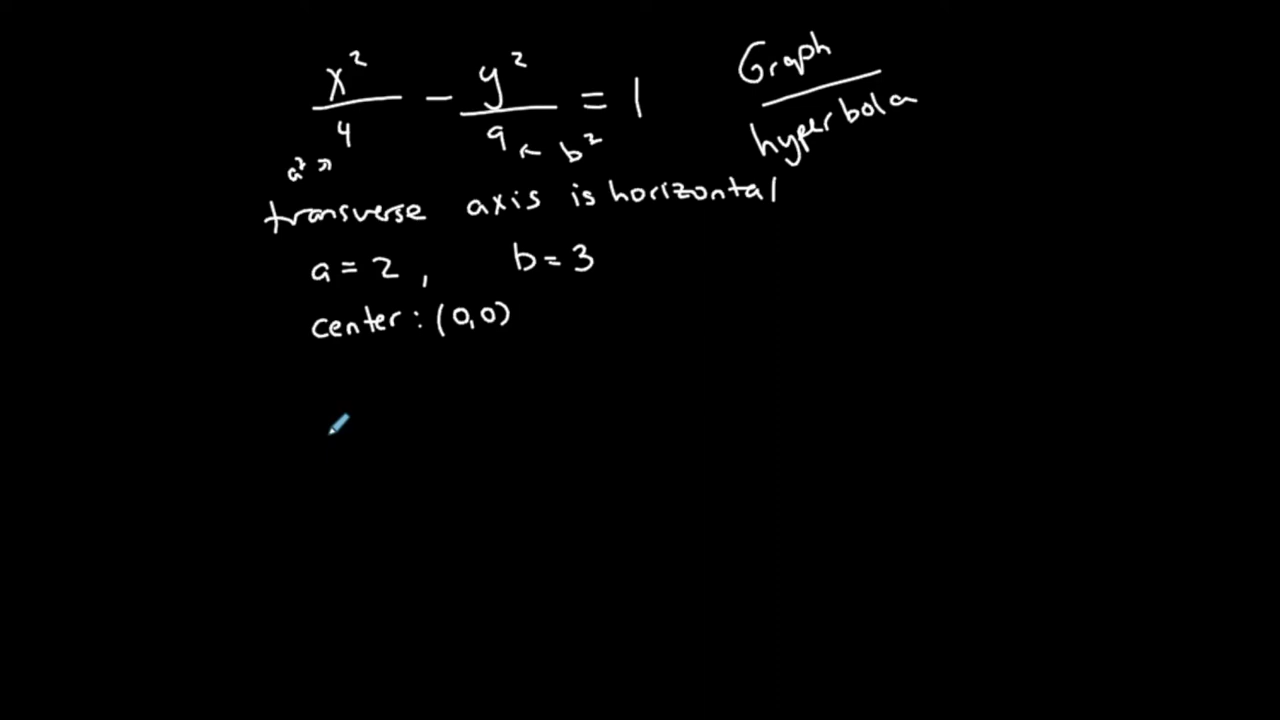 x²/4 - y²/9 = 1
a² → ← b²
Graph
hyperbola
transverse axis is horizontal
a = 2, b = 3
center: (0,0)